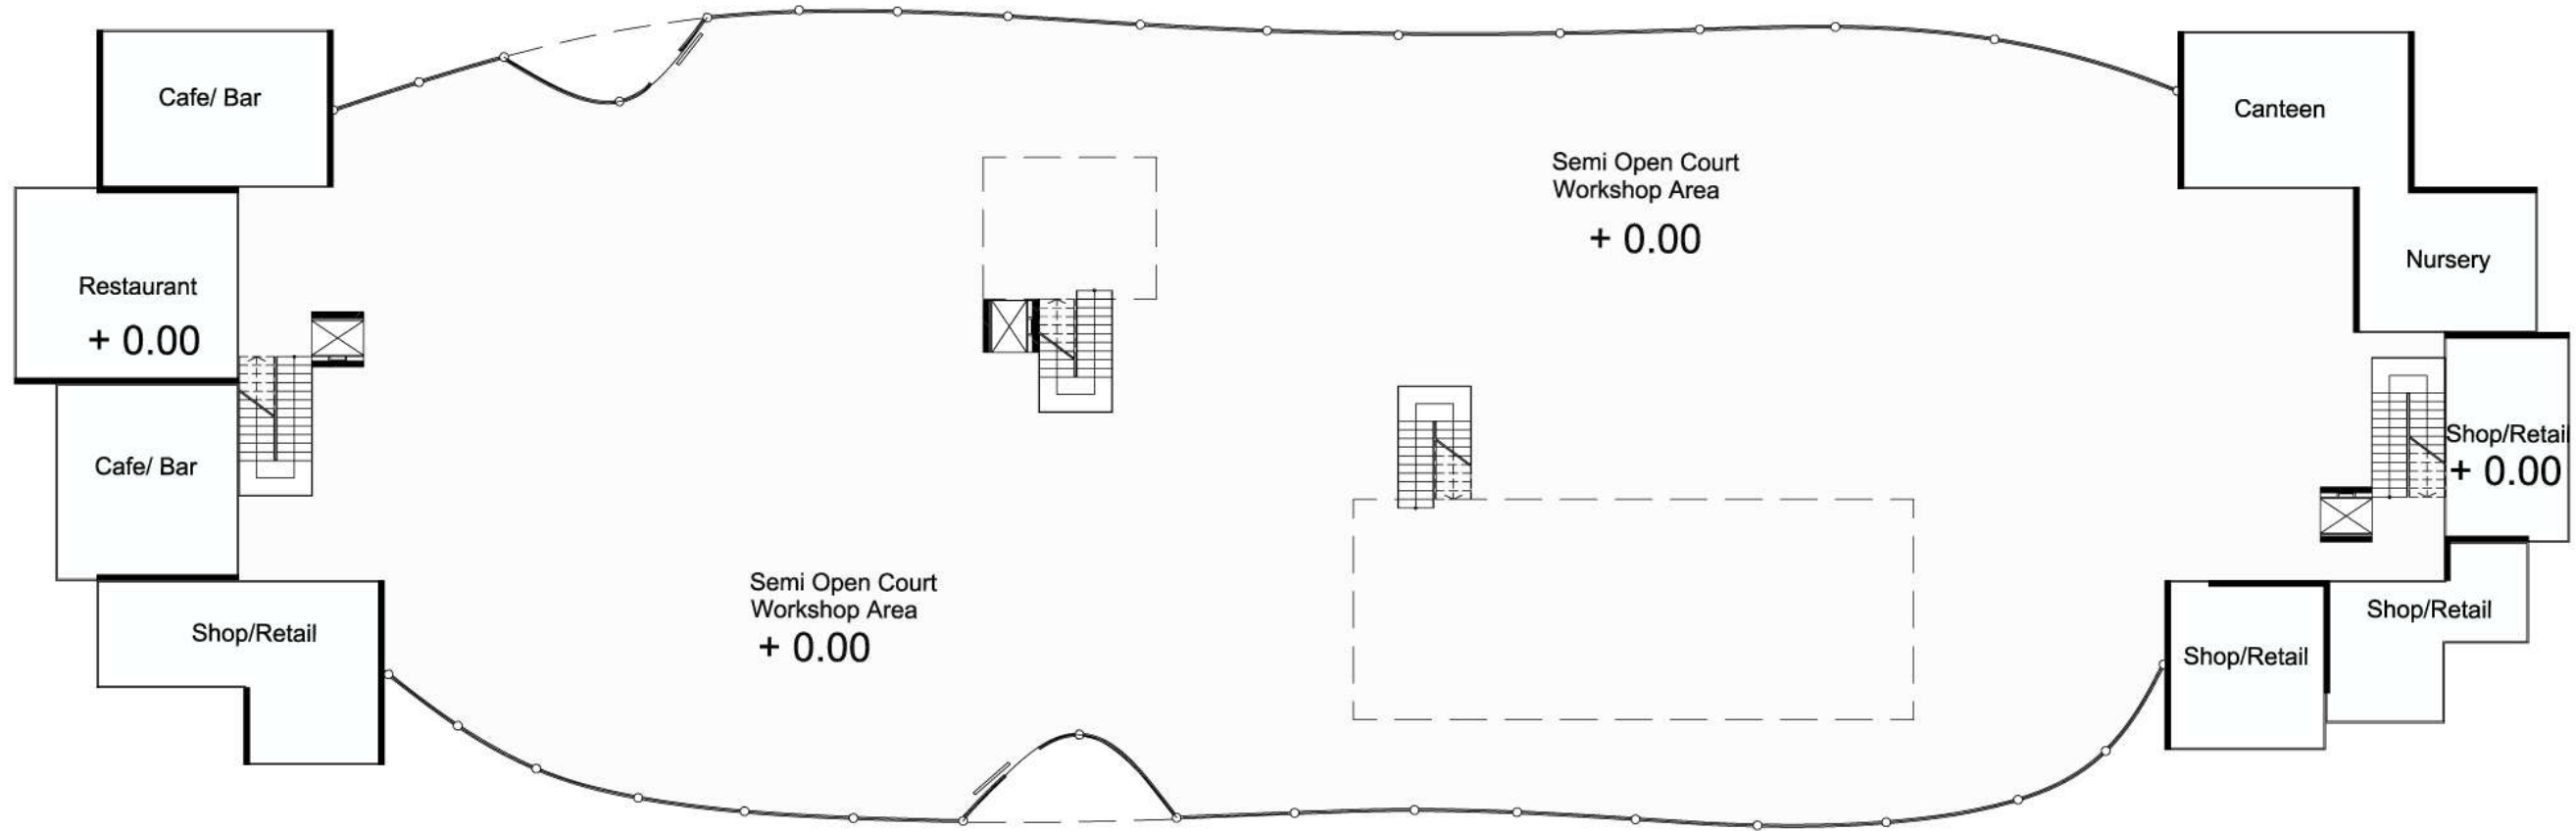 Cafe/ Bar
Restaurant
+ 0.00
Cafe/ Bar
Shop/Retail
Semi Open Court
Workshop Area
+ 0.00
Semi Open Court
Workshop Area
+ 0.00
Canteen
Nursery
Shop/Retail
+ 0.00
Shop/Retail
Shop/Retail